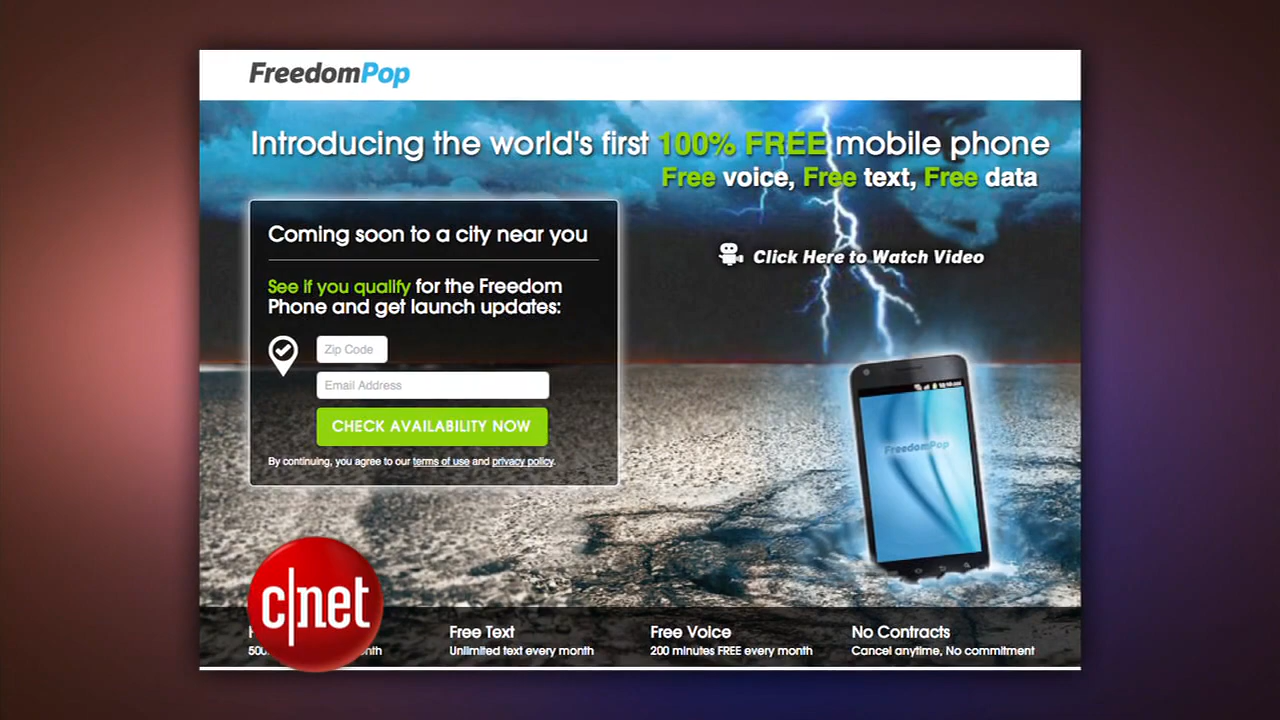 FreedomPop
Introducing the world's first 100% FREE mobile phone
Free voice, Free text, Free data
Coming soon to a city near you
See if you qualify for the Freedom
Phone and get launch updates:
Zip Code
Email Address
CHECK AVAILABILITY NOW
By continuing, you agree to our terms of use and privacy policy.
Click Here to Watch Video
FreedomPop
c|net
Free Text
Unlimited text every month
Free Voice
200 minutes FREE every month
No Contracts
Cancel anytime, No commitment